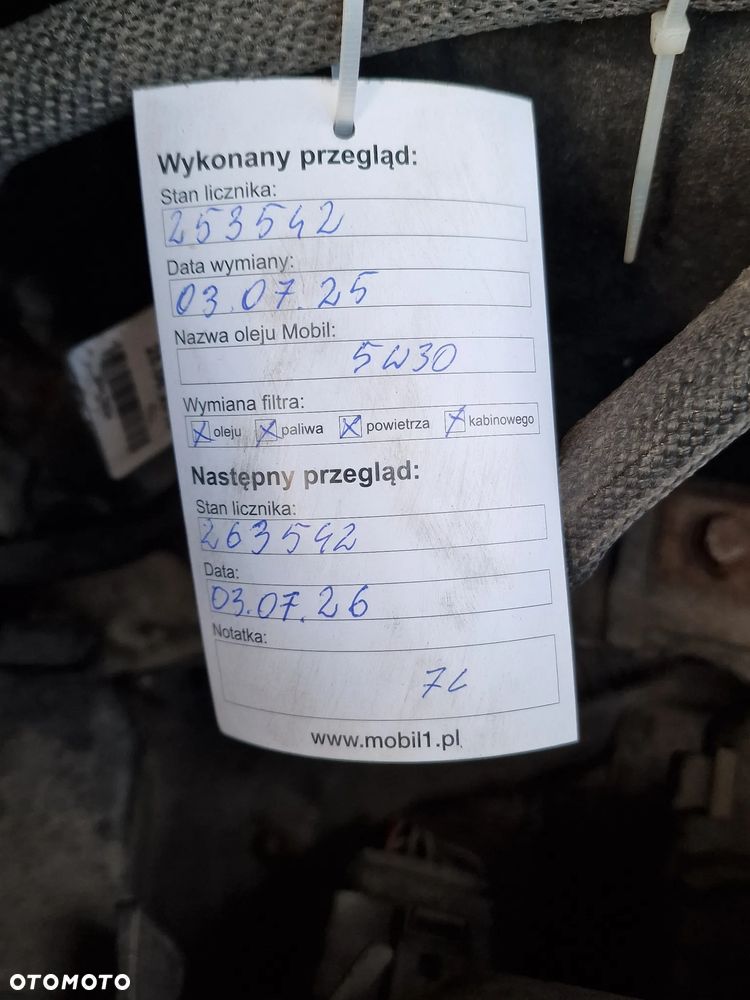 Wykonany przegląd:
Stan licznika:
253542
Data wymiany:
03.07.25
Nazwa oleju Mobil:
5W30
Wymiana filtra:
oleju paliwa powietrza kabinowego
Następny przegląd:
Stan licznika:
263542
Data:
03.07.26
Notatka:
7L
www.mobil1.pl
OTOMOTO